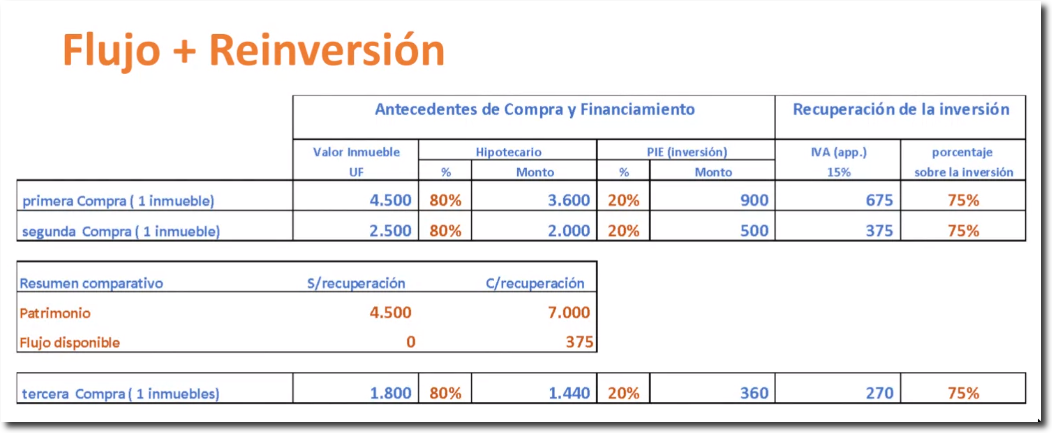 Flujo + Reinversión
Antecedentes de Compra y Financiamiento Recuperación de la inversión
Valor Inmueble Hipotecario PIE (inversión) IVA (app.) porcentaje
UF % Monto % Monto 15% sobre la inversión
primera Compra ( 1 inmueble) 4.500 80% 3.600 20% 900 675 75%
segunda Compra ( 1 inmueble) 2.500 80% 2.000 20% 500 375 75%
Resumen comparativo S/recuperación C/recuperación
Patrimonio 4.500 7.000
Flujo disponible 0 375
tercera Compra ( 1 inmuebles) 1.800 80% 1.440 20% 360 270 75%